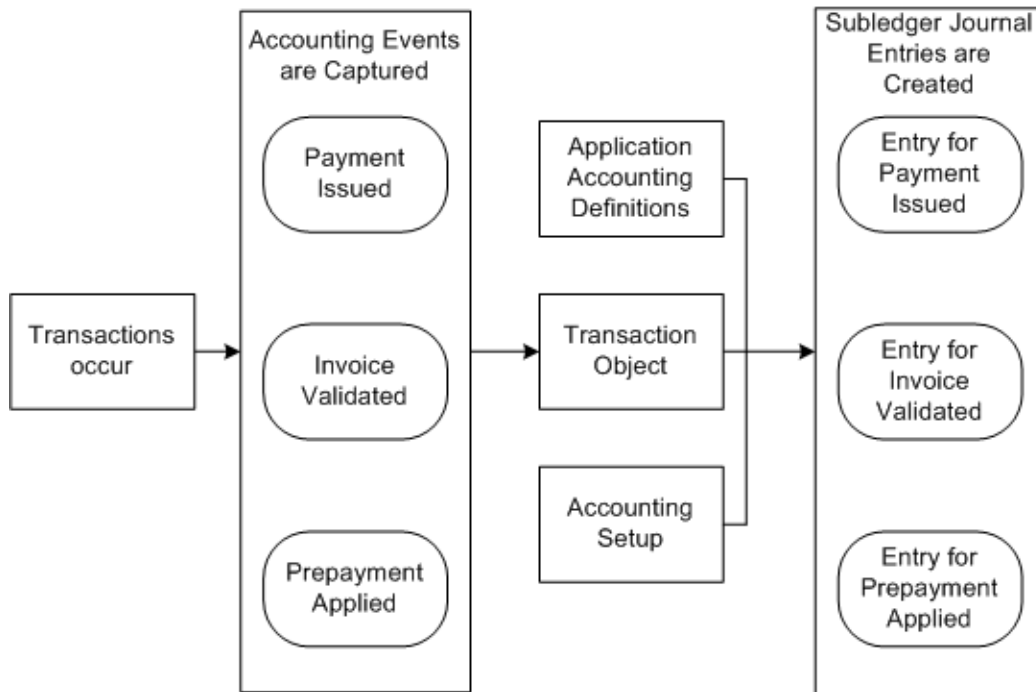 Transactions
occur
Accounting Events
are Captured
Payment
Issued
Invoice
Validated
Prepayment
Applied
Application
Accounting
Definitions
Transaction
Object
Accounting
Setup
Subledger Journal
Entries are
Created
Entry for
Payment
Issued
Entry for
Invoice
Validated
Entry for
Prepayment
Applied